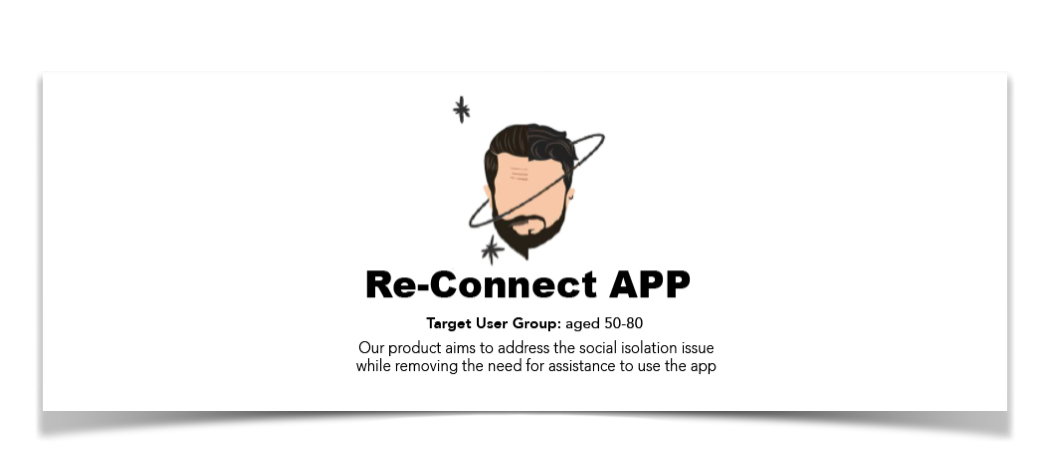 Re-Connect APP
Target User Group: aged 50-80
Our product aims to address the social isolation issue
while removing the need for assistance to use the app